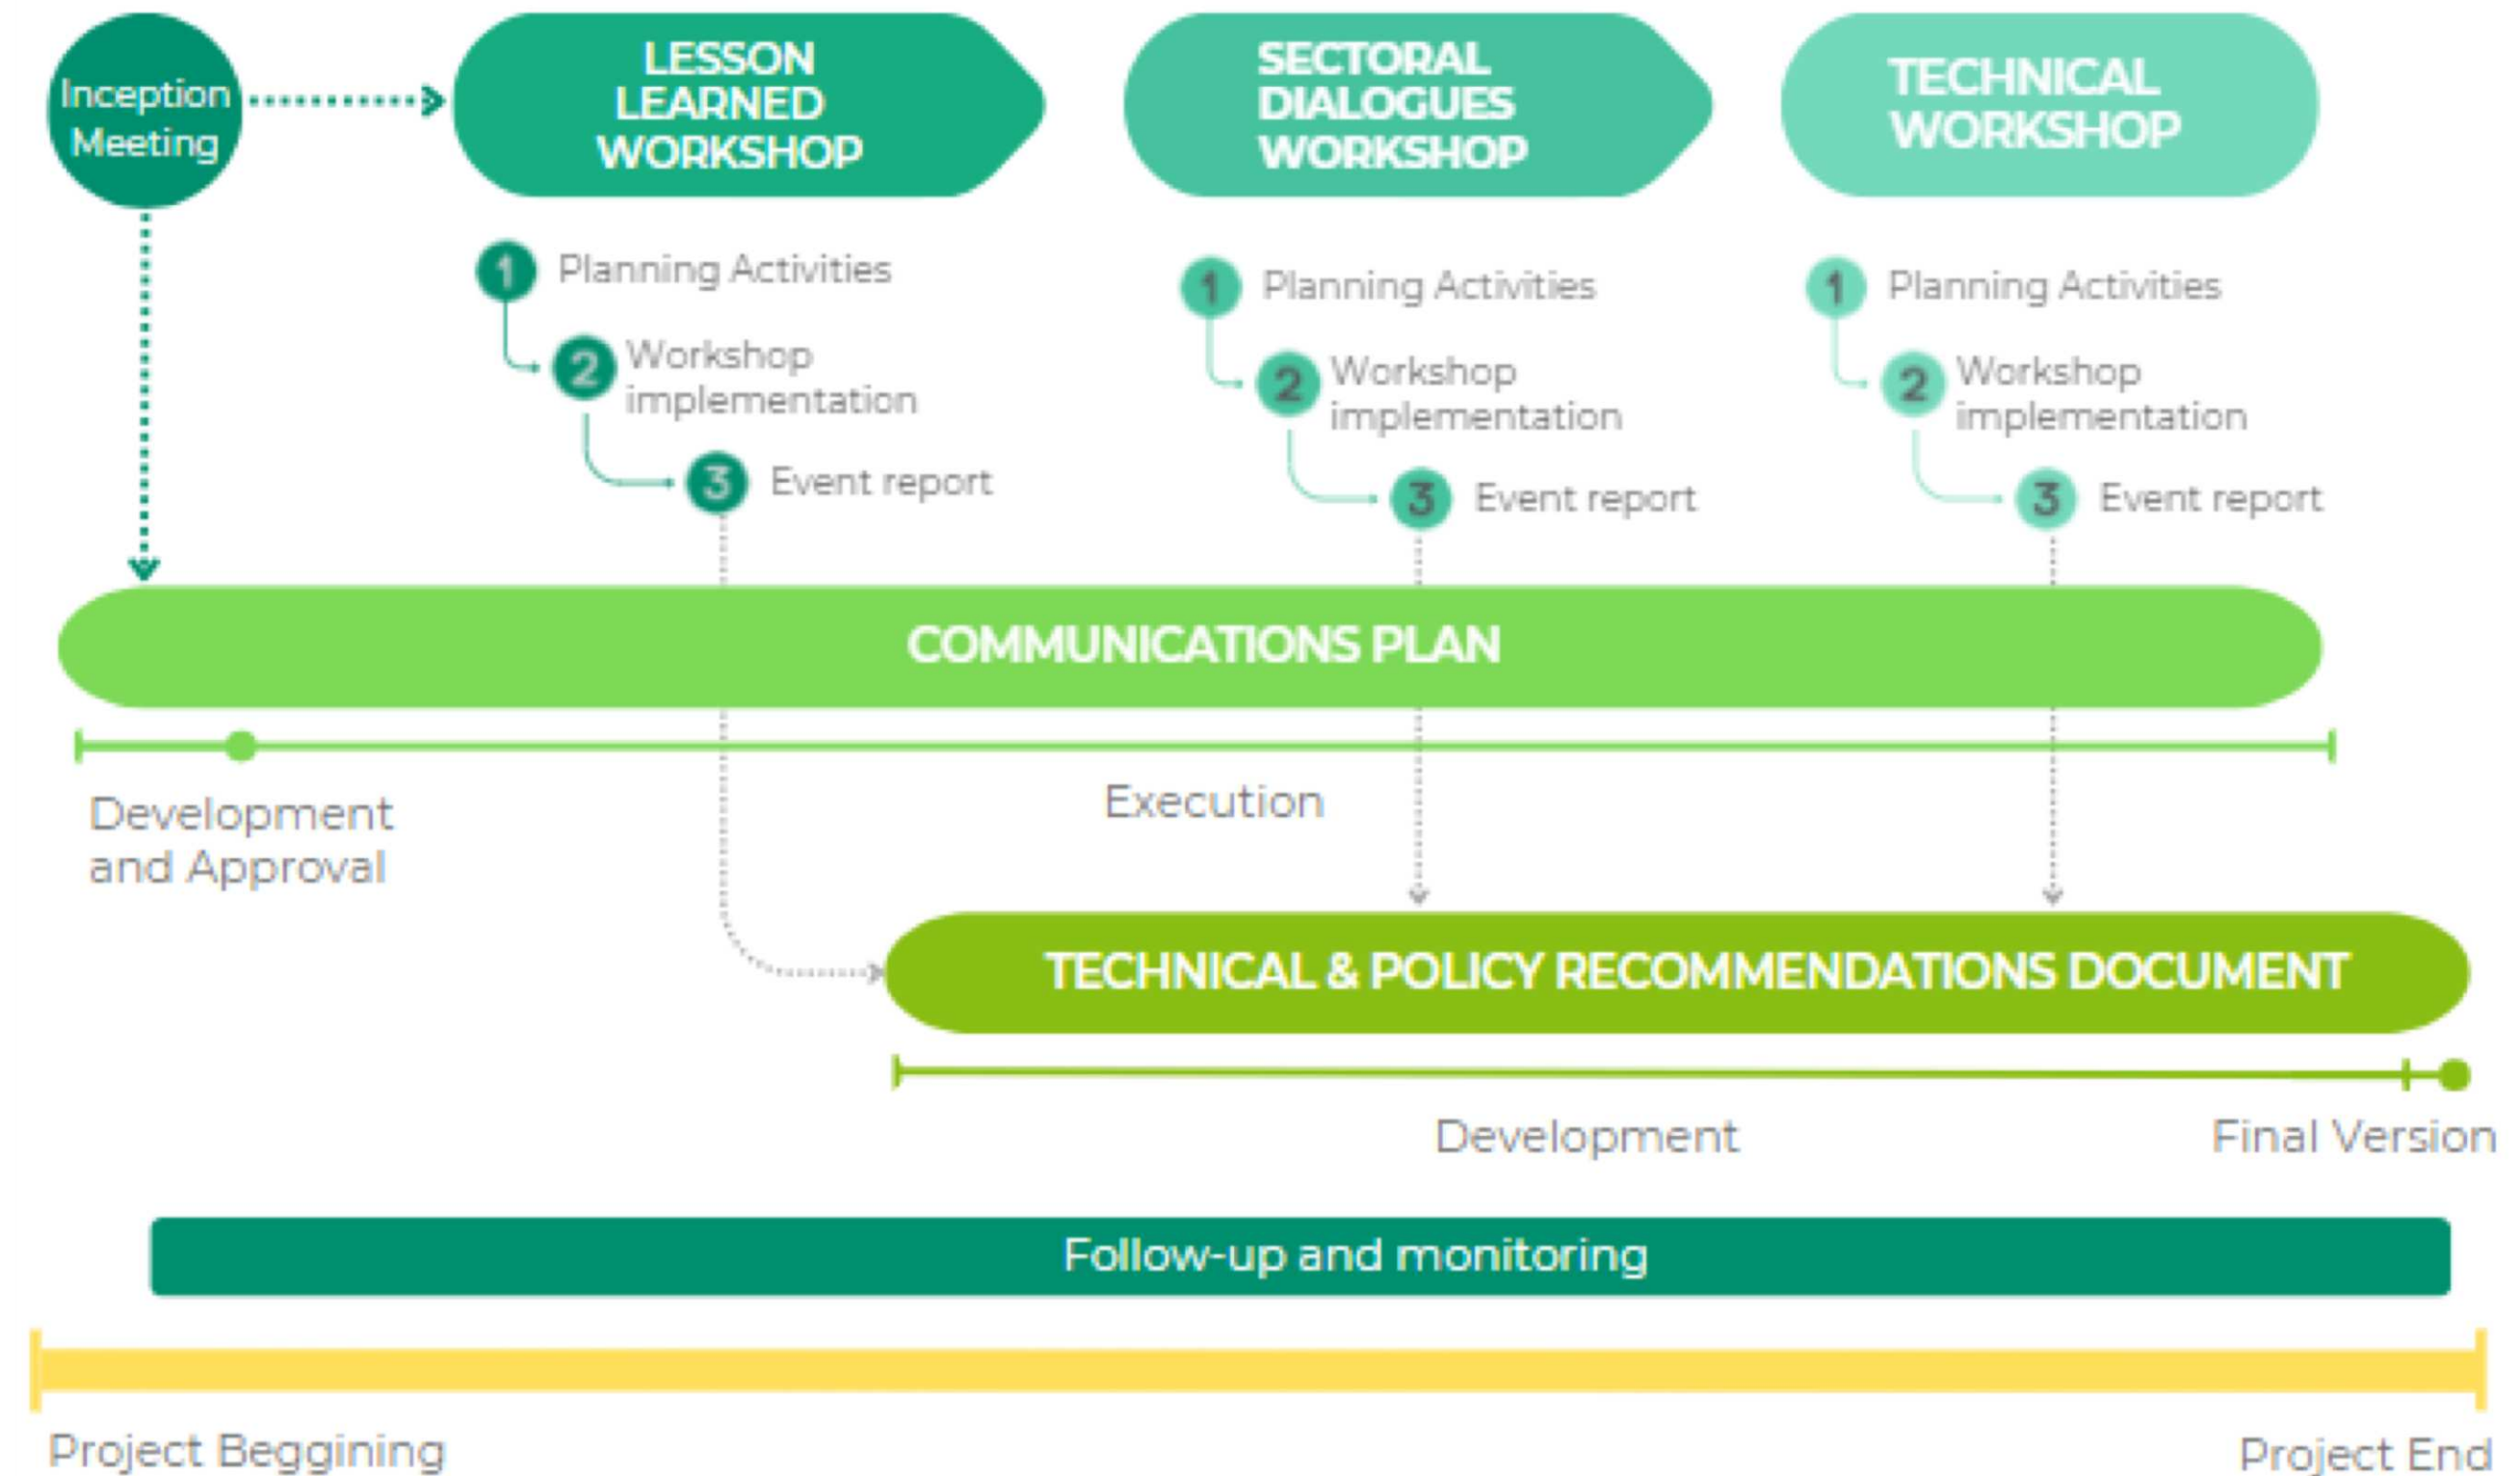 Inception
Meeting
LESSON
LEARNED
WORKSHOP
SECTORAL
DIALOGUES
WORKSHOP
TECHNICAL
WORKSHOP
1 Planning Activities
2 Workshop
implementation
3 Event report
1 Planning Activities
2 Workshop
implementation
3 Event report
1 Planning Activities
2 Workshop
implementation
3 Event report
COMMUNICATIONS PLAN
Development
and Approval
Execution
TECHNICAL & POLICY RECOMMENDATIONS DOCUMENT
Development
Final Version
Follow-up and monitoring
Project Beggining
Project End